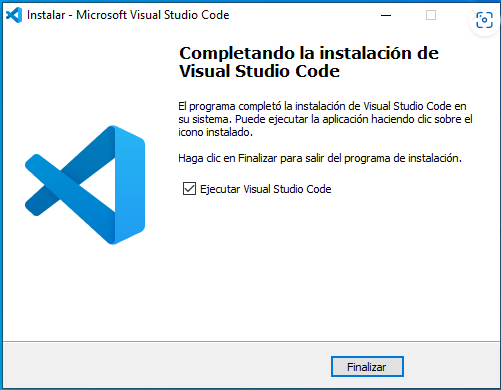 Instalar - Microsoft Visual Studio Code
Completando la instalación de
Visual Studio Code
El programa completó la instalación de Visual Studio Code en
su sistema. Puede ejecutar la aplicación haciendo clic sobre el
icono instalado.
Haga clic en Finalizar para salir del programa de instalación.
Ejecutar Visual Studio Code
Finalizar